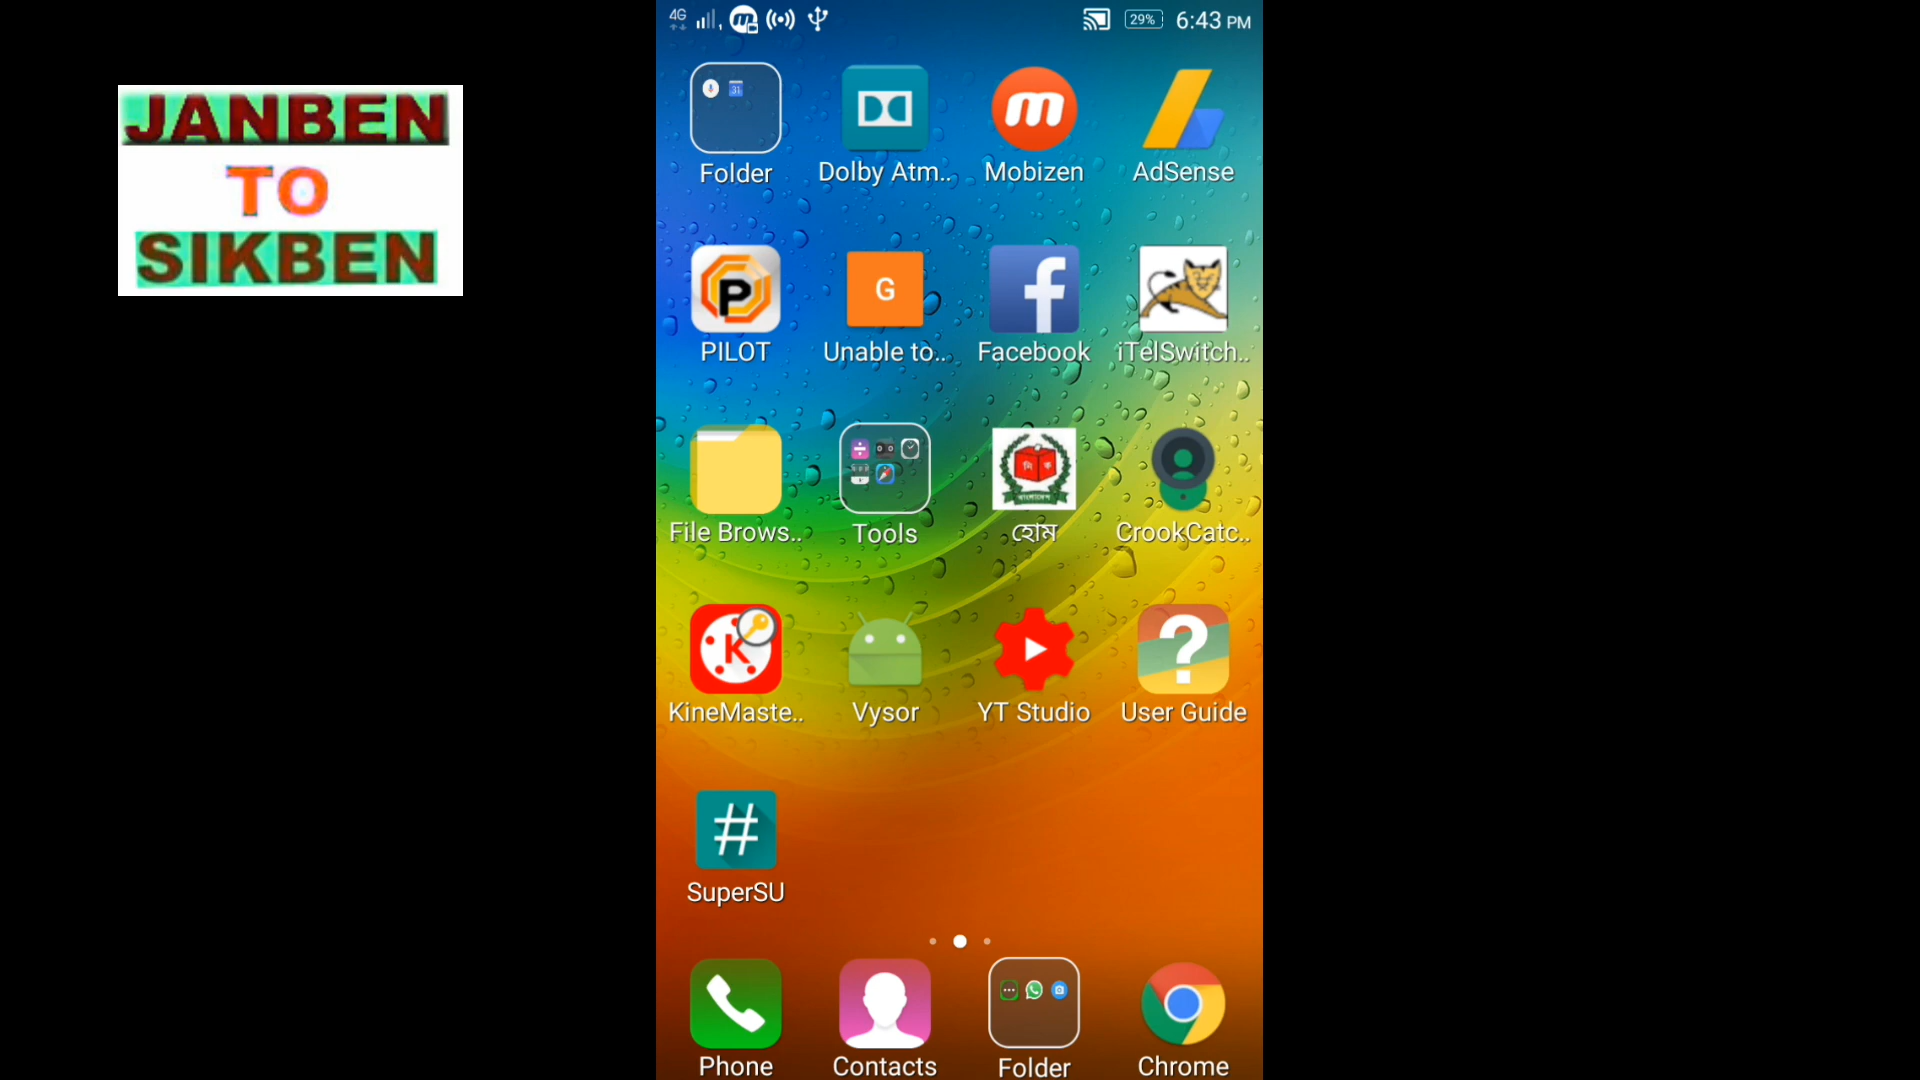 JANBEN
TO
SIKBEN
4G
29% 6:43 PM
31
Folder
Dolby Atm..
Mobizen
AdSense
P
G
f
PILOT
Unable to..
Facebook
iTelSwitch..
নি ক
File Brows..
Tools
হোম
CrookCatc..
K
?
KineMaste..
Vysor
YT Studio
User Guide
#
SuperSU
Phone
Contacts
Folder
Chrome